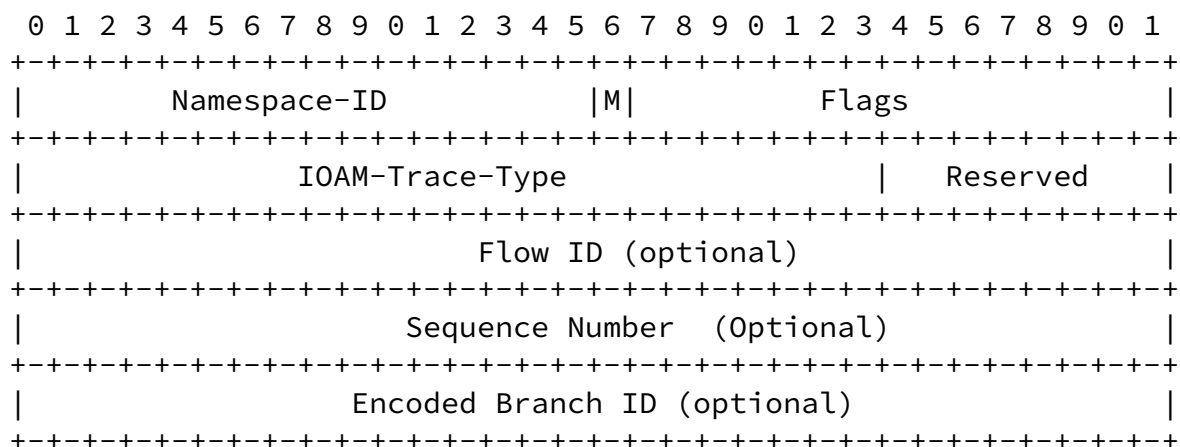 0 1 2 3 4 5 6 7 8 9 0 1 2 3 4 5 6 7 8 9 0 1 2 3 4 5 6 7 8 9 0 1
+-+-+-+-+-+-+-+-+-+-+-+-+-+-+-+-+-+-+-+-+-+-+-+-+-+-+-+-+-+-+-+-+
|        Namespace-ID           |M|          Flags              |
+-+-+-+-+-+-+-+-+-+-+-+-+-+-+-+-+-+-+-+-+-+-+-+-+-+-+-+-+-+-+-+-+
|               IOAM-Trace-Type                 |   Reserved    |
+-+-+-+-+-+-+-+-+-+-+-+-+-+-+-+-+-+-+-+-+-+-+-+-+-+-+-+-+-+-+-+-+
|                         Flow ID (optional)                    |
+-+-+-+-+-+-+-+-+-+-+-+-+-+-+-+-+-+-+-+-+-+-+-+-+-+-+-+-+-+-+-+-+
|                     Sequence Number  (Optional)               |
+-+-+-+-+-+-+-+-+-+-+-+-+-+-+-+-+-+-+-+-+-+-+-+-+-+-+-+-+-+-+-+-+
|                  Encoded Branch ID (optional)                 |
+-+-+-+-+-+-+-+-+-+-+-+-+-+-+-+-+-+-+-+-+-+-+-+-+-+-+-+-+-+-+-+-+